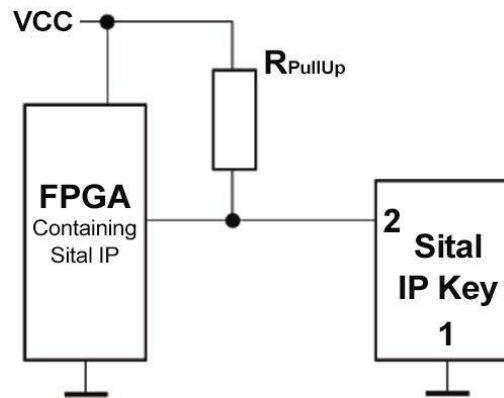 VCC
RPullUp
FPGA
Containing
Sital IP
2
Sital
IP Key
1